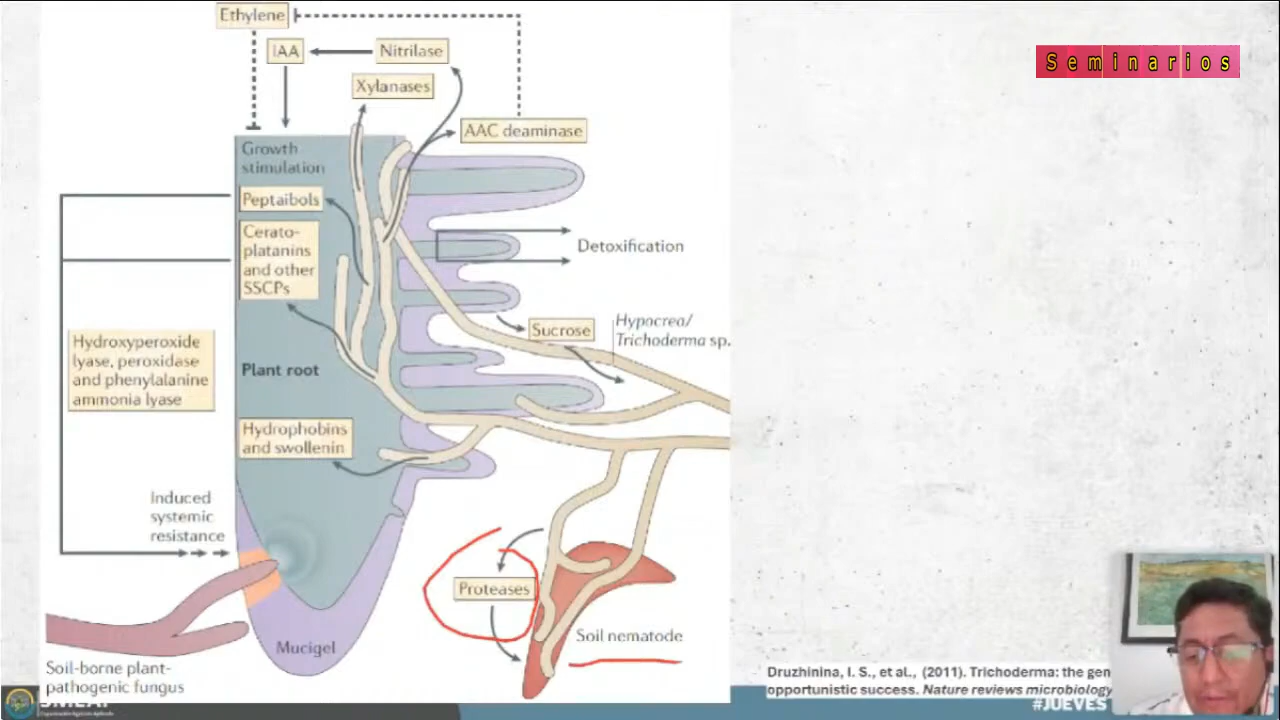 Ethylene
IAA
Nitrilase
Xylanases
AAC deaminase
Seminarios
Growth
stimulation
Peptaibols
Cerato-
platanins
and other
SSCPs
Detoxification
Sucrose
Hypocrea/
Trichoderma sp.
Hydroxyperoxide
lyase, peroxidase
and phenylalanine
ammonia lyase
Plant root
Hydrophobins
and swollenin
Induced
systemic
resistance
Proteases
Soil nematode
Mucigel
Soil-borne plant-
pathogenic fungus
Druzhinina, I. S., et al., (2011). Trichoderma: the gen
opportunistic success. Nature reviews microbiology
#JUEVES